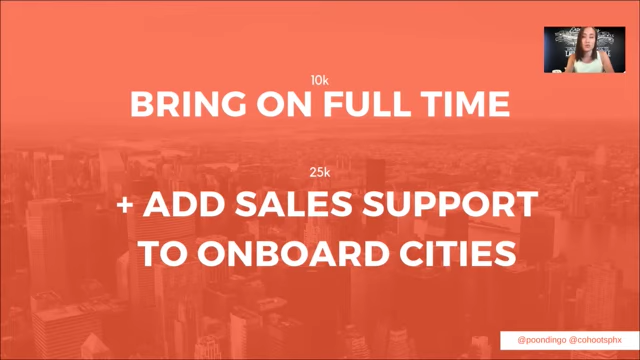 10k
BRING ON FULL TIME
25k
+ ADD SALES SUPPORT
TO ONBOARD CITIES
@poondingo @cohootsphx